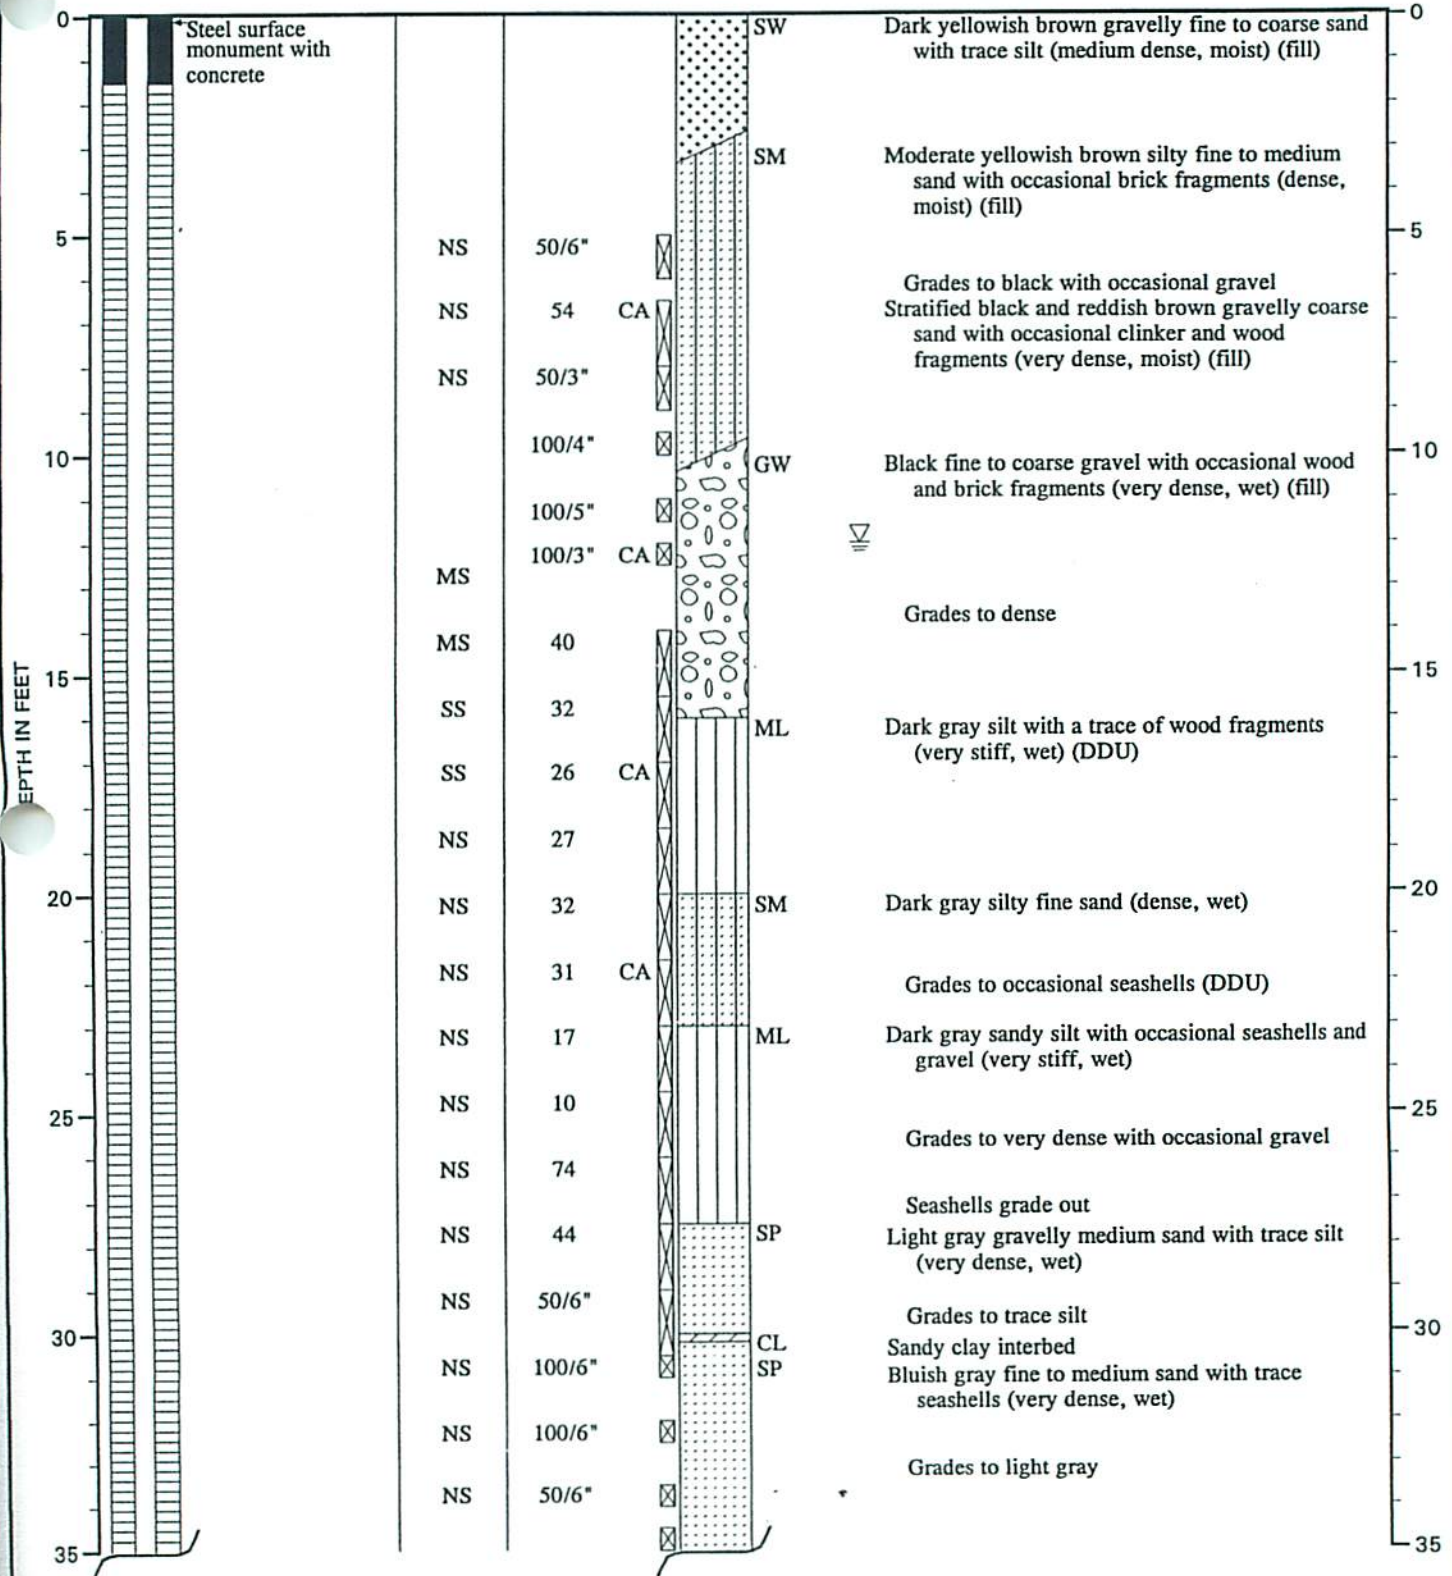 0 SW Dark yellowish brown gravelly fine to coarse sand 0
Steel surface
monument with
concrete
with trace silt (medium dense, moist) (fill)
SM Moderate yellowish brown silty fine to medium
sand with occasional brick fragments (dense,
moist) (fill)
5 NS 50/6" 5
Grades to black with occasional gravel
NS 54 CA Stratified black and reddish brown gravelly coarse
sand with occasional clinker and wood
fragments (very dense, moist) (fill)
NS 50/3"
100/4"
10 GW Black fine to coarse gravel with occasional wood 10
and brick fragments (very dense, wet) (fill)
100/5"
100/3" CA
MS
Grades to dense
MS 40
15 15
SS 32
ML Dark gray silt with a trace of wood fragments
(very stiff, wet) (DDU)
EPTH IN FEET
SS 26 CA
NS 27
20 NS 32 SM Dark gray silty fine sand (dense, wet) 20
NS 31 CA
Grades to occasional seashells (DDU)
NS 17 ML Dark gray sandy silt with occasional seashells and
gravel (very stiff, wet)
NS 10
25 25
Grades to very dense with occasional gravel
NS 74
Seashells grade out
NS 44 SP Light gray gravelly medium sand with trace silt
(very dense, wet)
NS 50/6"
Grades to trace silt
30 30
CL Sandy clay interbed
NS 100/6" SP Bluish gray fine to medium sand with trace
seashells (very dense, wet)
NS 100/6"
Grades to light gray
NS 50/6"
35 35